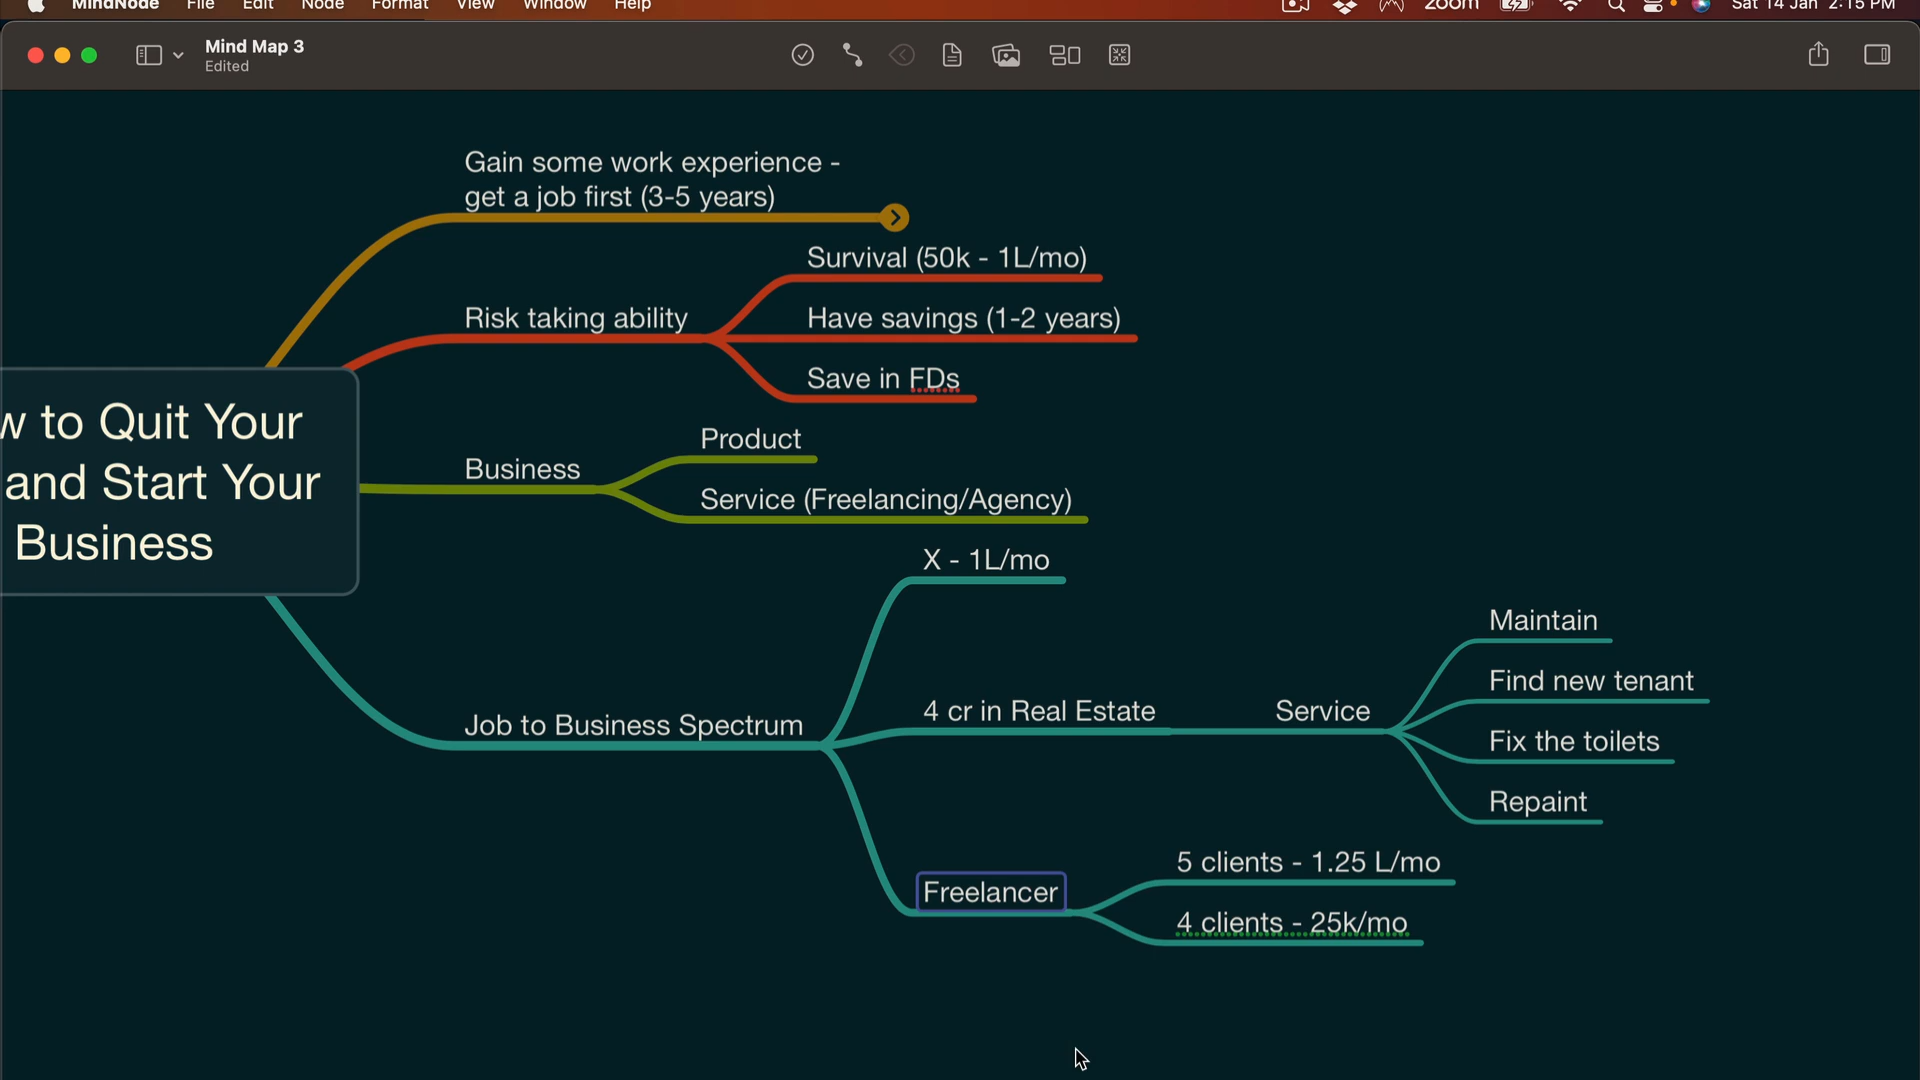 MindNode File Edit Node Format View Window Help zoom Sat 14 Jan 2:15 PM
Mind Map 3
Edited
Gain some work experience -
get a job first (3-5 years)
Survival (50k - 1L/mo)
Risk taking ability
Have savings (1-2 years)
Save in FDs
w to Quit Your
and Start Your
Business
Product
Business
Service (Freelancing/Agency)
X - 1L/mo
Maintain
Find new tenant
4 cr in Real Estate
Service
Job to Business Spectrum
Fix the toilets
Repaint
5 clients - 1.25 L/mo
Freelancer
4 clients - 25k/mo